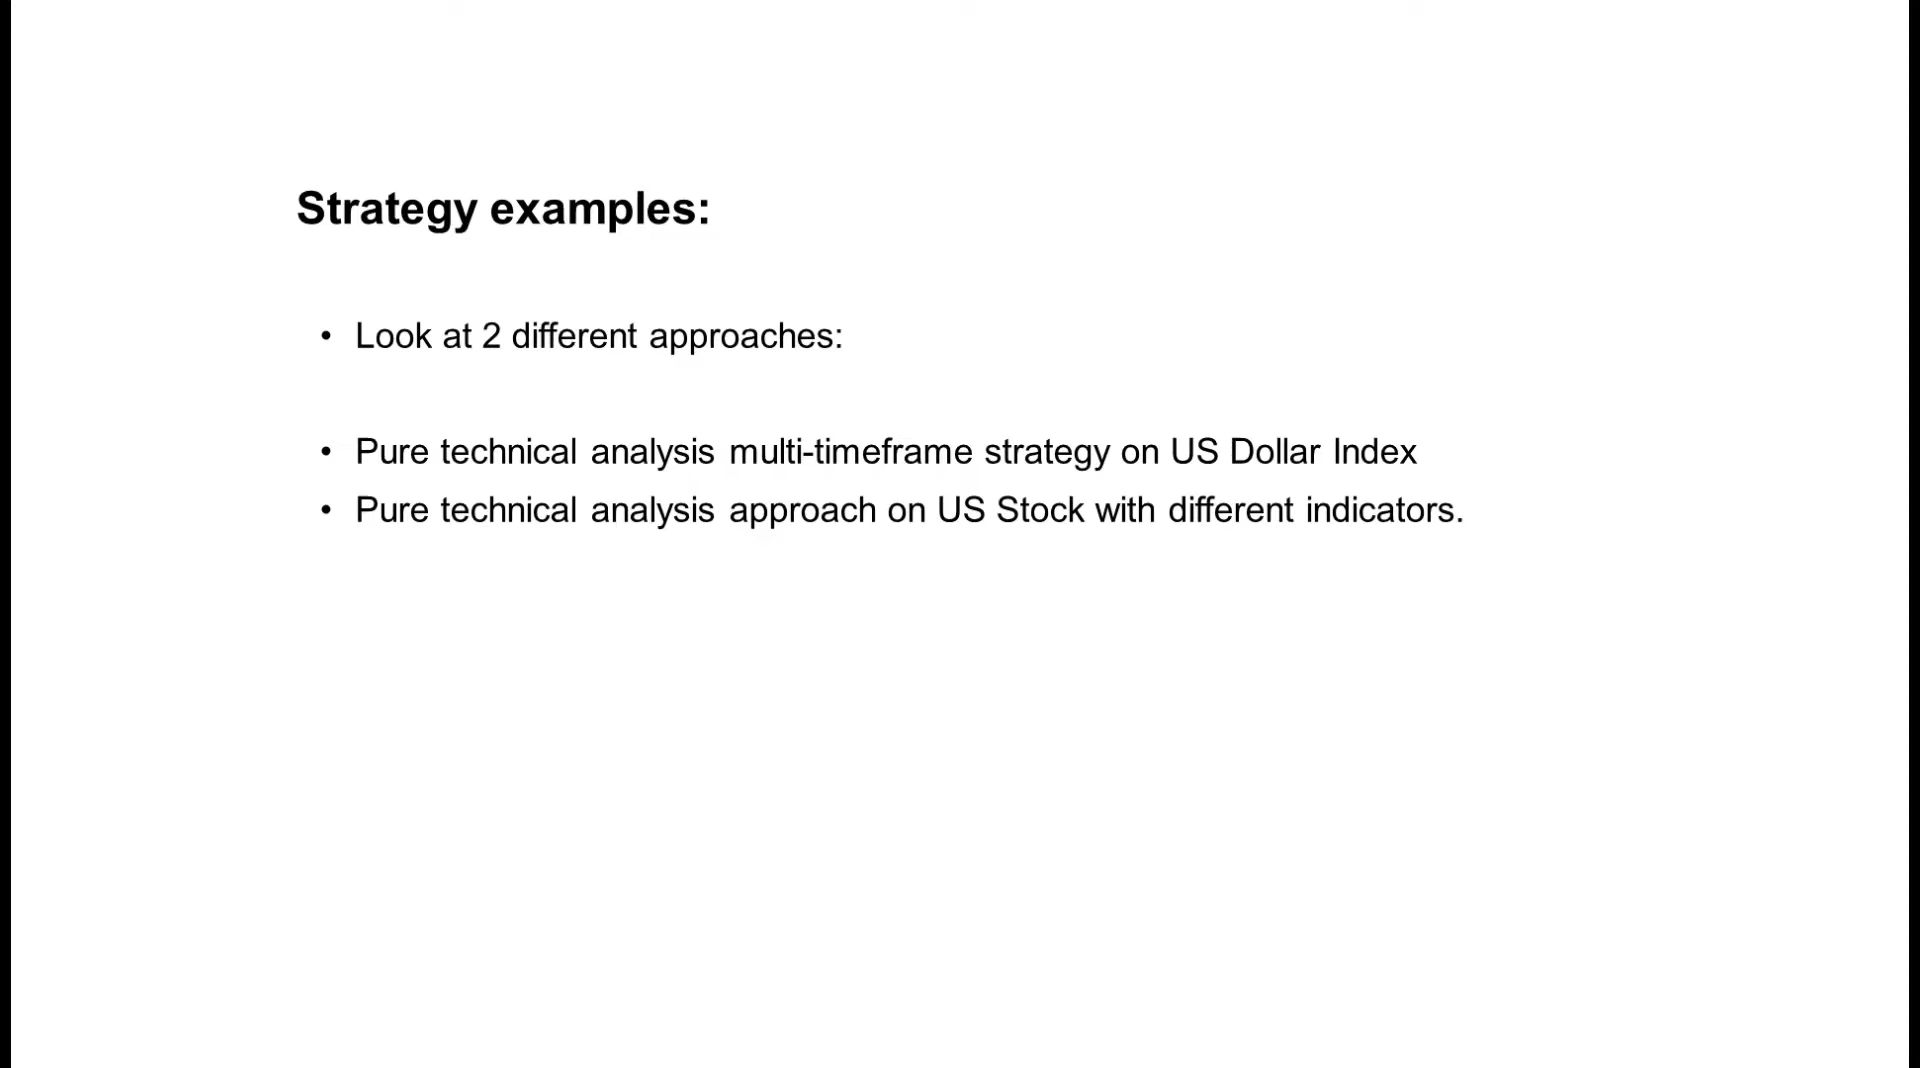 Strategy examples:
• Look at 2 different approaches:
• Pure technical analysis multi-timeframe strategy on US Dollar Index
• Pure technical analysis approach on US Stock with different indicators.